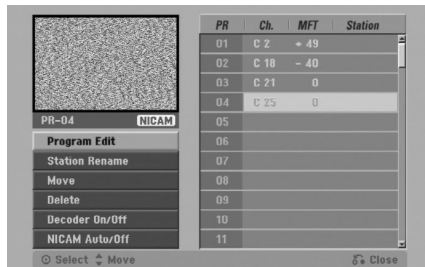 PR-04 NICAM
Program Edit
Station Rename
Move
Delete
Decoder On/Off
NICAM Auto/Off
PR Ch. MFT Station
01 C 2 + 49
02 C 18 - 40
03 C 21 0
04 C 25 0
05
06
07
08
09
10
11
Select Move
Close